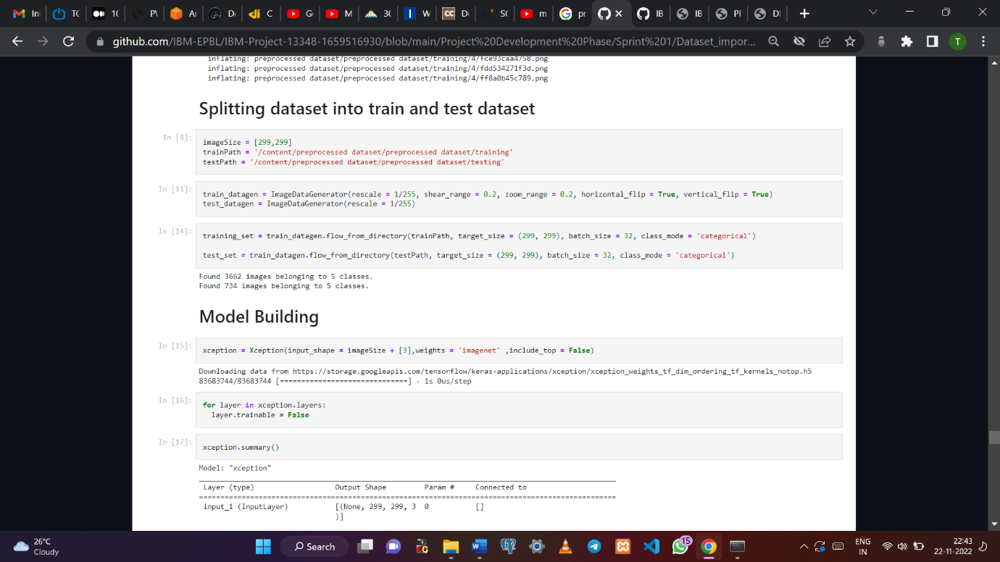 In
TC
10
PV
Ar
De
C
G
M
3C
W
De
SC
m
pr
IB
IB
PF
DI
github.com/IBM-EPBL/IBM-Project-13348-1659516930/blob/main/Project%20Development%20Phase/Sprint%201/Dataset_impor...
T
inflating: preprocessed dataset/preprocessed dataset/training/4/fce93caa4758.png
inflating: preprocessed dataset/preprocessed dataset/training/4/fdd534271f3d.png
inflating: preprocessed dataset/preprocessed dataset/training/4/ff8a0b45c789.png
Splitting dataset into train and test dataset
In [8]:
imageSize = [299,299]
trainPath = '/content/preprocessed dataset/preprocessed dataset/training'
testPath = '/content/preprocessed dataset/preprocessed dataset/testing'
In [11]:
train_datagen = ImageDataGenerator(rescale = 1/255, shear_range = 0.2, zoom_range = 0.2, horizontal_flip = True, vertical_flip = True)
test_datagen = ImageDataGenerator(rescale = 1/255)
In [14]:
training_set = train_datagen.flow_from_directory(trainPath, target_size = (299, 299), batch_size = 32, class_mode = 'categorical')
test_set = train_datagen.flow_from_directory(testPath, target_size = (299, 299), batch_size = 32, class_mode = 'categorical')
Found 3662 images belonging to 5 classes.
Found 734 images belonging to 5 classes.
Model Building
In [15]:
xception = Xception(input_shape = imageSize + [3],weights = 'imagenet' ,include_top = False)
Downloading data from https://storage.googleapis.com/tensorflow/keras-applications/xception/xception_weights_tf_dim_ordering_tf_kernels_notop.h5
83683744/83683744 [==============================] - 1s 0us/step
In [16]:
for layer in xception.layers:
layer.trainable = False
In [17]:
xception.summary()
Model: "xception"
Layer (type) Output Shape Param # Connected to
input_1 (InputLayer) [(None, 299, 299, 3 0 []
)]
26°C
Cloudy
Search
15
ENG
IN
22:43
22-11-2022